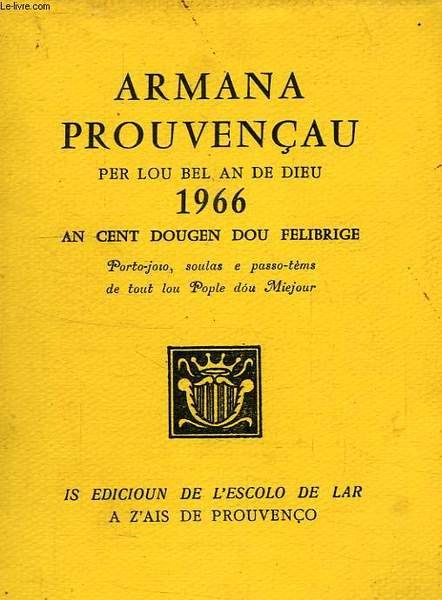 Le-livre.com
ARMANA
PROUVENÇAU
PER LOU BEL AN DE DIEU
1966
AN CENT DOUGEN DOU FELIBRIGE
Porto-joio, soulas e passo-tèms
de tout lou Pople dóu Miejour
IS EDICIOUN DE L'ESCOLO DE LAR
A Z'AIS DE PROUVENÇO